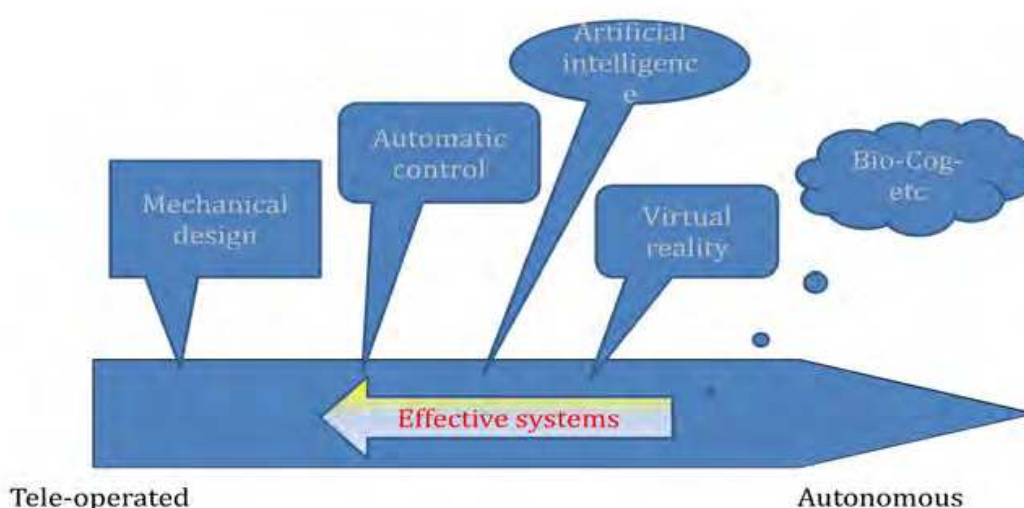 Artificial
intelligenc
e
Automatic
control
Bio-Cog-
etc
Mechanical
design
Virtual
reality
Effective systems
Tele-operated
Autonomous